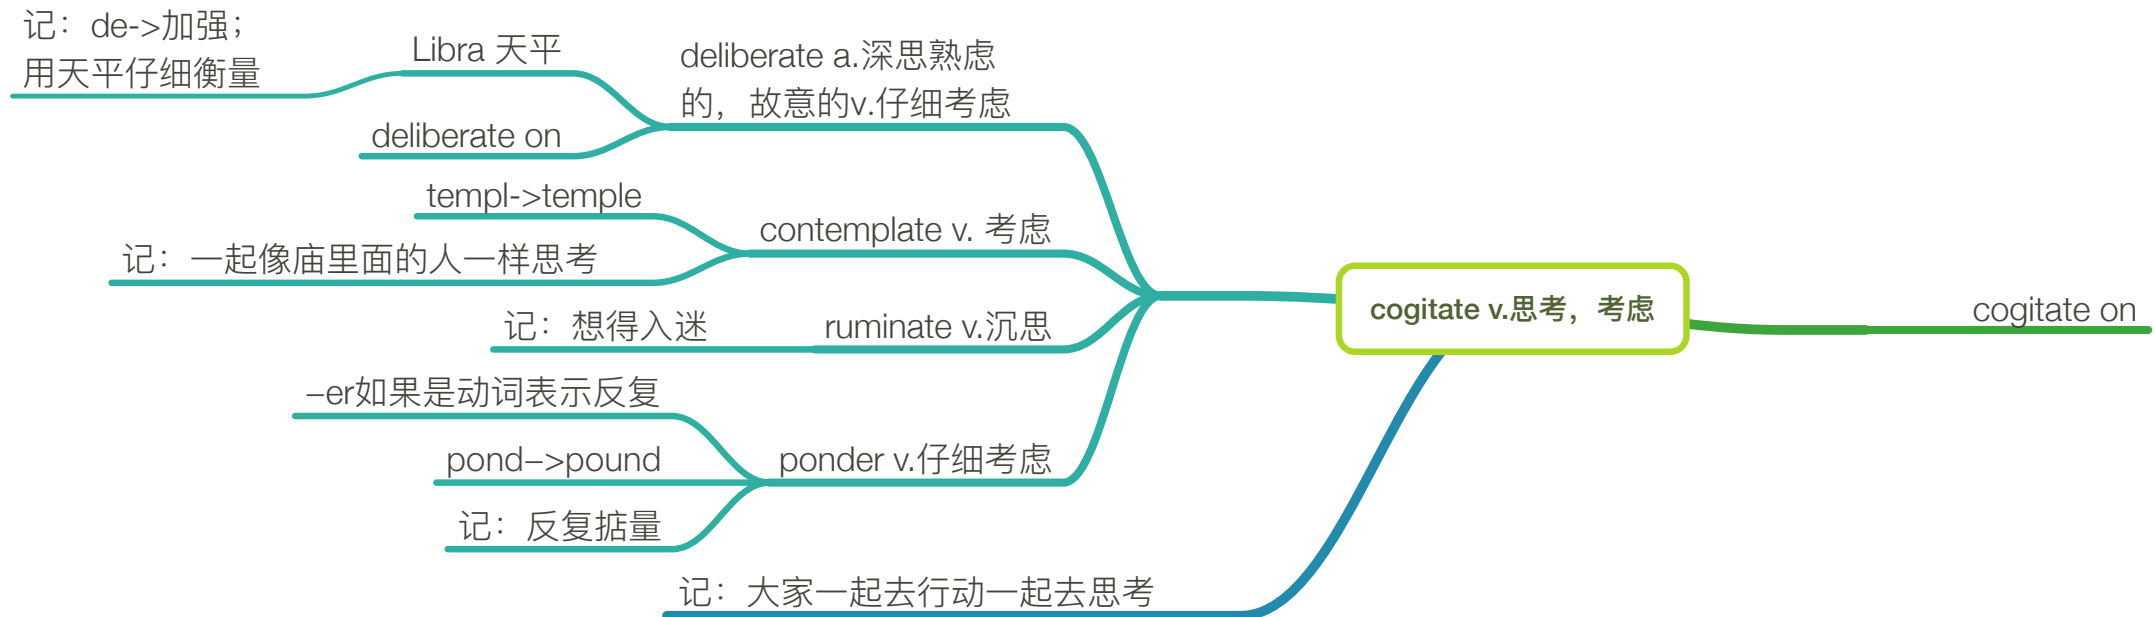 记：de->加强；
用天平仔细衡量
Libra 天平
deliberate on
deliberate a.深思熟虑
的，故意的v.仔细考虑
templ->temple
记：一起像庙里面的人一样思考
contemplate v. 考虑
记：想得入迷
ruminate v.沉思
–er如果是动词表示反复
pond–>pound
记：反复掂量
ponder v.仔细考虑
记：大家一起去行动一起去思考
cogitate v.思考，考虑
cogitate on